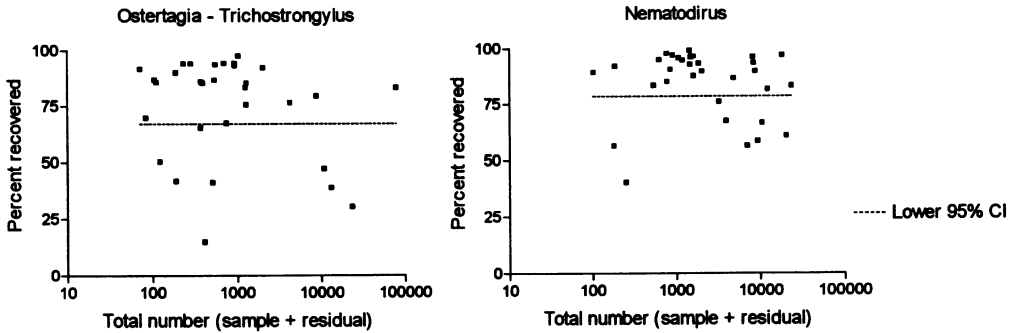 Ostertagia - Trichostrongylus
Percent recovered
100
75
50
25
0
10 100 1000 10000 100000
Total number (sample + residual)
Nematodirus
Percent recovered
100
75
50
25
0
10 100 1000 10000 100000
Total number (sample + residual)
Lower 95% CI